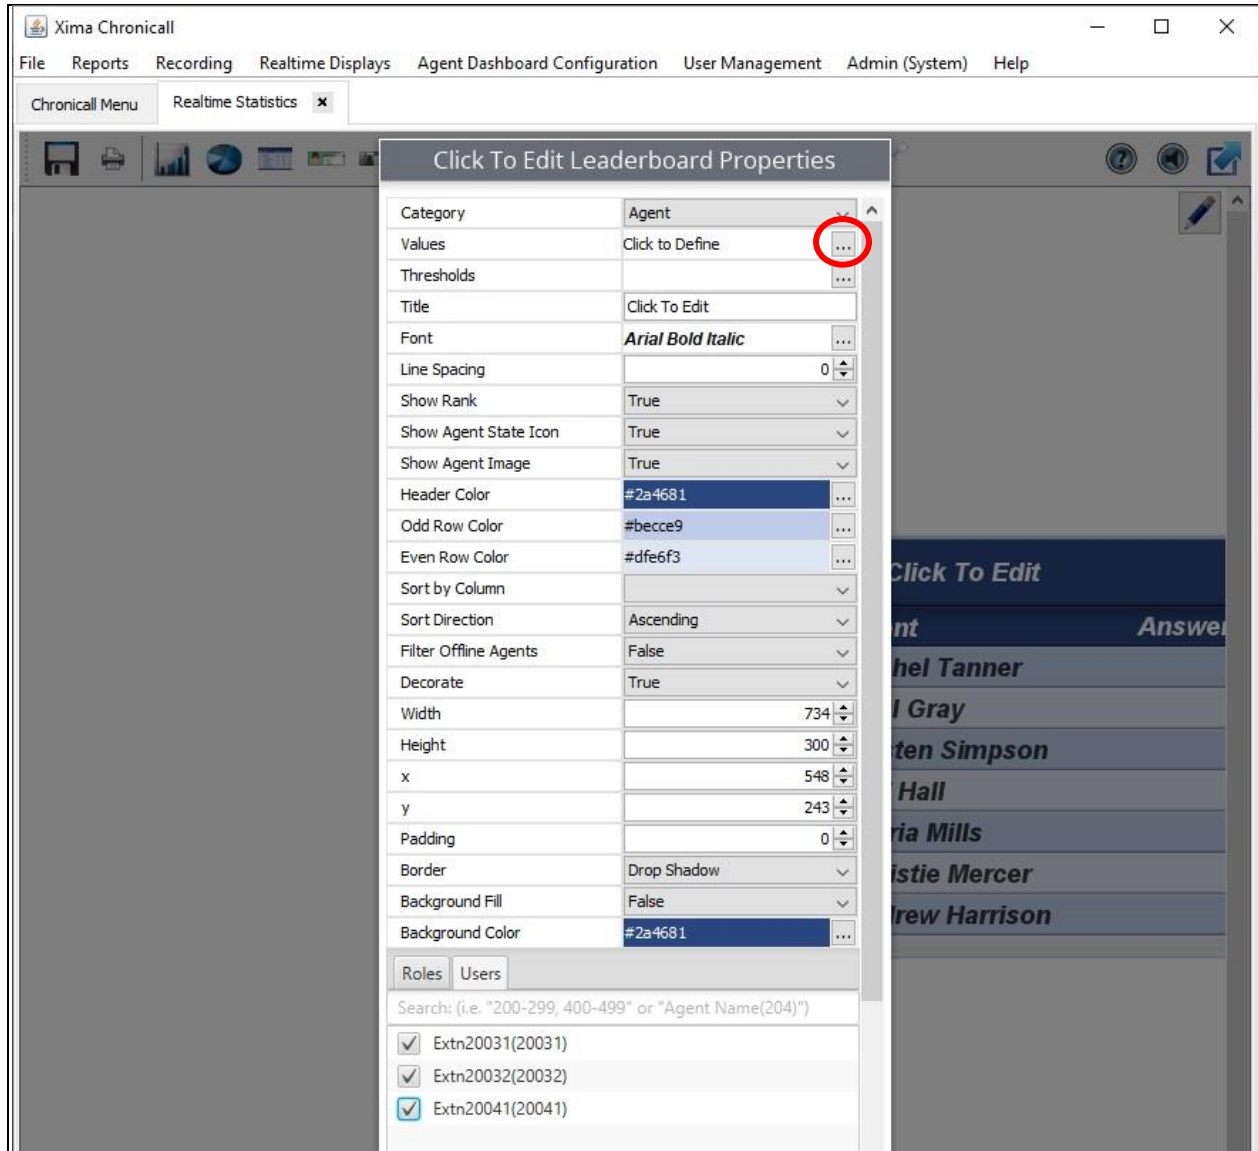 Xima Chronicall
File Reports Recording Realtime Displays Agent Dashboard Configuration User Management Admin (System) Help
Chronicall Menu Realtime Statistics
Click To Edit Leaderboard Properties
Category Agent
Values Click to Define ...
Thresholds ...
Title Click To Edit
Font Arial Bold Italic ...
Line Spacing 0
Show Rank True
Show Agent State Icon True
Show Agent Image True
Header Color #2a4681 ...
Odd Row Color #becce9 ...
Even Row Color #dfe6f3 ...
Sort by Column
Sort Direction Ascending
Filter Offline Agents False
Decorate True
Width 734
Height 300
x 548
y 243
Padding 0
Border Drop Shadow
Background Fill False
Background Color #2a4681 ...
Roles Users
Search: (i.e. "200-299, 400-499" or "Agent Name(204)")
Extn20031(20031)
Extn20032(20032)
Extn20041(20041)
Click To Edit
nt Answer
hel Tanner
l Gray
ten Simpson
Hall
ria Mills
istie Mercer
rew Harrison